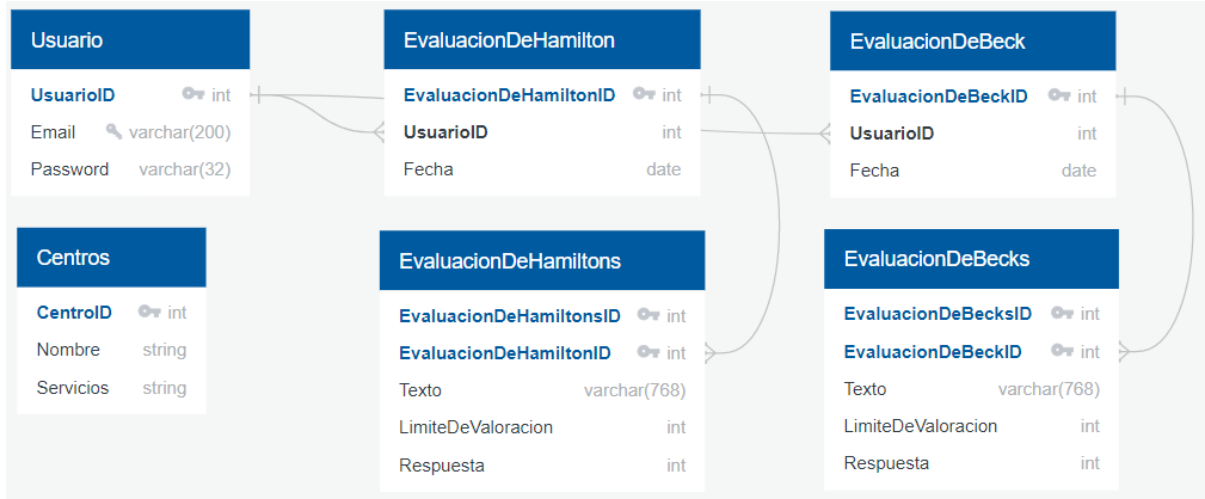 Usuario
UsuarioID int
Email varchar(200)
Password varchar(32)
EvaluacionDeHamilton
EvaluacionDeHamiltonID int
UsuarioID int
Fecha date
EvaluacionDeBeck
EvaluacionDeBeckID int
UsuarioID int
Fecha date
Centros
CentroID int
Nombre string
Servicios string
EvaluacionDeHamiltons
EvaluacionDeHamiltonsID int
EvaluacionDeHamiltonID int
Texto varchar(768)
LimiteDeValoracion int
Respuesta int
EvaluacionDeBecks
EvaluacionDeBecksID int
EvaluacionDeBeckID int
Texto varchar(768)
LimiteDeValoracion int
Respuesta int